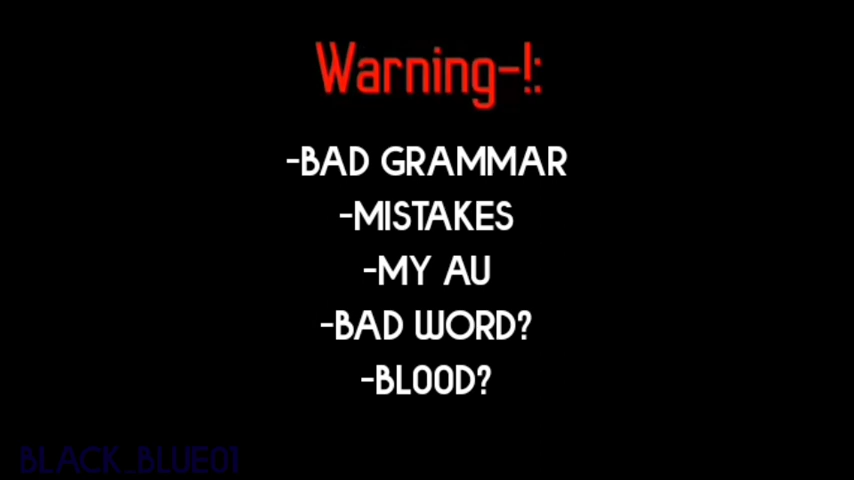 Warning-!:
-BAD GRAMMAR
-MISTAKES
-MY AU
-BAD WORD?
-BLOOD?
BLACK_BLUE01